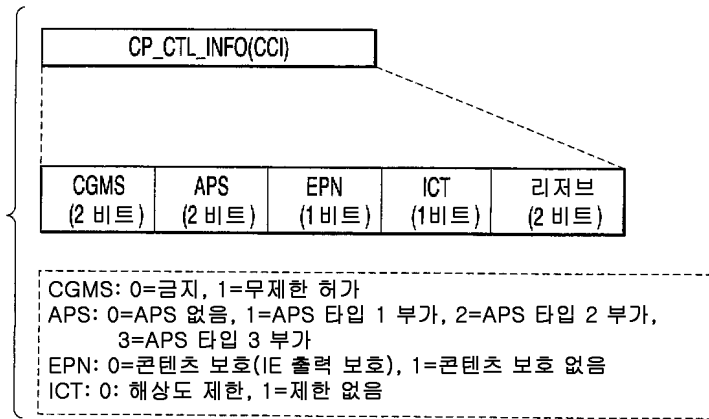 CP_CTL_INFO(CCI)
CGMS APS EPN ICT 리저브
(2 비트) (2 비트) (1비트) (1비트) (2 비트)
CGMS: 0=금지, 1=무제한 허가
APS: 0=APS 없음, 1=APS 타입 1 부가, 2=APS 타입 2 부가,
3=APS 타입 3 부가
EPN: 0=콘텐츠 보호(IE 출력 보호), 1=콘텐츠 보호 없음
ICT: 0: 해상도 제한, 1=제한 없음